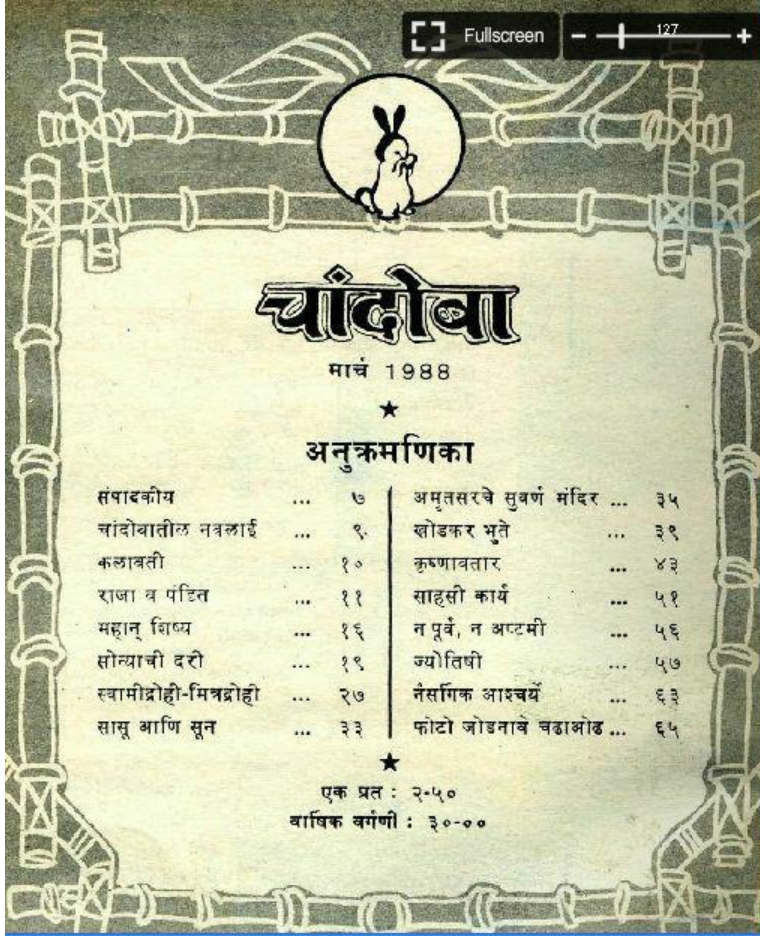 Fullscreen
127
चांदोबा
मार्च 1988
अनुक्रमणिका
संपादकीय ... ७
चांदोबातील नवलाई ... ९
कलावती ... १०
राजा व पंडित ... ११
महान् शिष्य ... १६
सोन्याची दरी ... १९
स्वामीद्रोही-मित्रद्रोही ... २७
सासू आणि सून ... ३३
अमृतसरचे सुवर्ण मंदिर ... ३५
खोडकर भुते ... ३९
कृष्णावतार ... ४३
साहसी कार्य ... ५१
न पूर्व, न अष्टमी ... ५६
ज्योतिषी ... ५७
नैसर्गिक आश्चर्ये ... ६३
फोटो जोडनावे चढाओढ ... ६५
एक प्रत : २-५०
वार्षिक वर्गणी : ३०-००